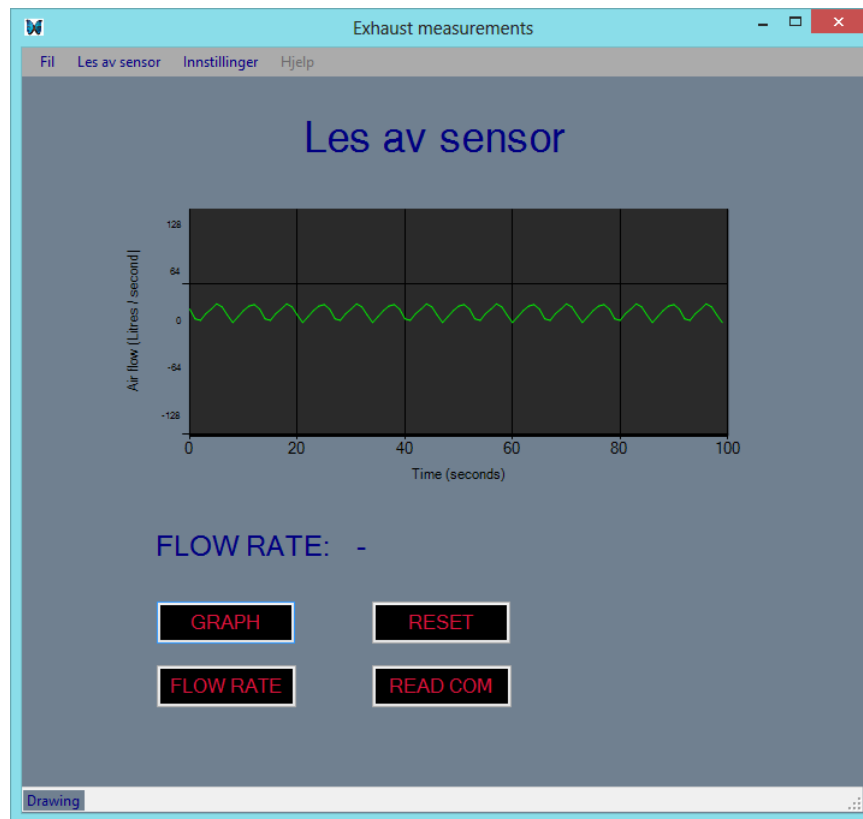 Exhaust measurements
Fil Les av sensor Innstillinger Hjelp
Les av sensor
128
64
0
-64
-128
Air flow (Litres / second|
0 20 40 60 80 100
Time (seconds)
FLOW RATE: -
GRAPH RESET
FLOW RATE READ COM
Drawing